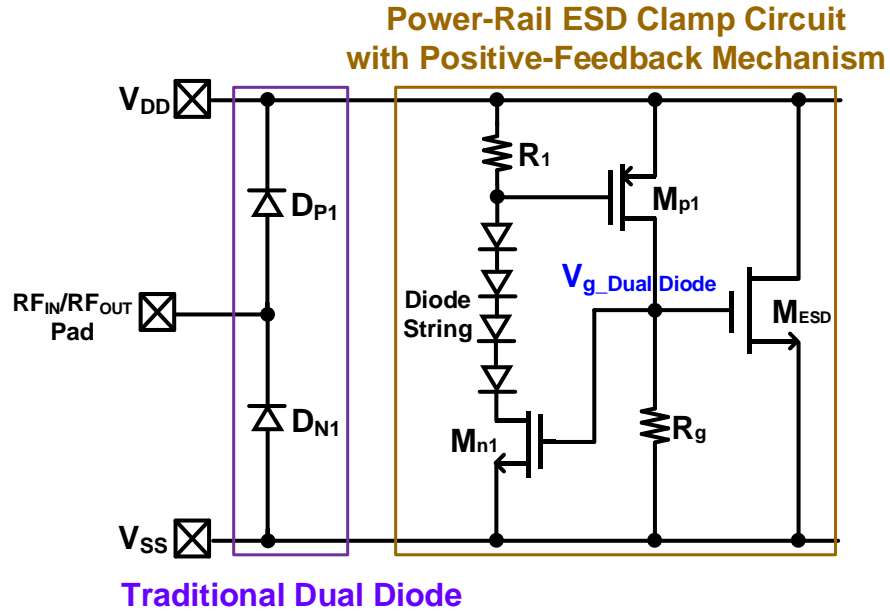 Power-Rail ESD Clamp Circuit
with Positive-Feedback Mechanism
VDD
R1
DP1
Mp1
RFIN/RFOUT
Pad
Diode
String
Vg_Dual Diode
MESD
DN1
Mn1
Rg
VSS
Traditional Dual Diode